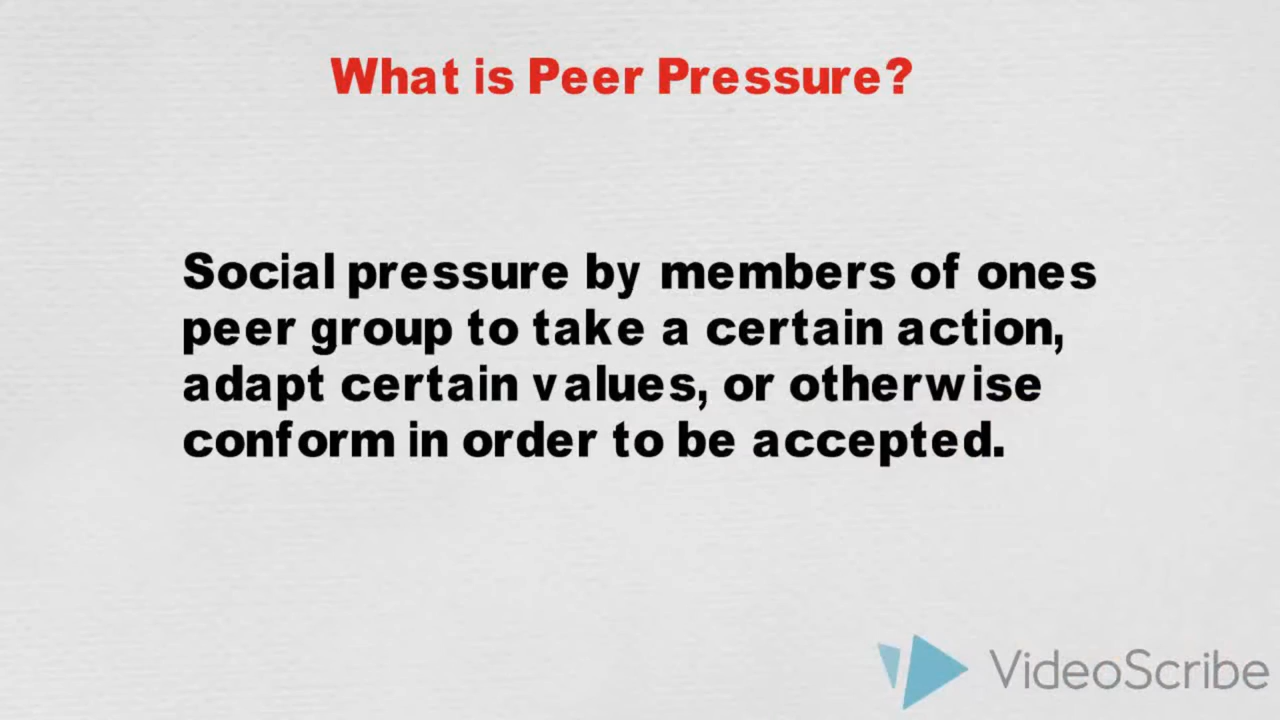 What is Peer Pressure?
Social pressure by members of ones
peer group to take a certain action,
adapt certain values, or otherwise
conform in order to be accepted.
VideoScribe